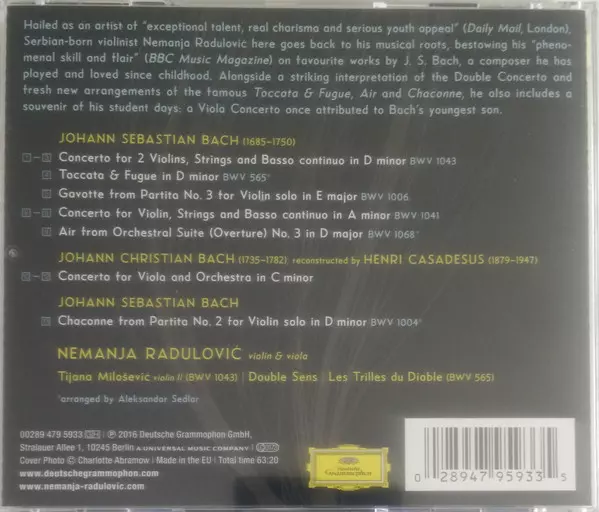 Hailed as an artist of “exceptional talent, real charisma and serious youth appeal” (Daily Mail, London),
Serbian-born violinist Nemanja Radulović here goes back to his musical roots, bestowing his “pheno-
menal skill and flair” (BBC Music Magazine) on favourite works by J. S. Bach, a composer he has
played and loved since childhood. Alongside a striking interpretation of the Double Concerto and
fresh new arrangements of the famous Toccata & Fugue, Air and Chaconne, he also includes a
souvenir of his student days: a Viola Concerto once attributed to Bach’s youngest son.
JOHANN SEBASTIAN BACH (1685–1750)
Concerto for 2 Violins, Strings and Basso continuo in D minor BWV 1043
Toccata & Fugue in D minor BWV 565*
Gavotte from Partita No. 3 for Violin solo in E major BWV 1006
Concerto for Violin, Strings and Basso continuo in A minor BWV 1041
Air from Orchestral Suite (Overture) No. 3 in D major BWV 1068*
JOHANN CHRISTIAN BACH (1735–1782) reconstructed by HENRI CASADESUS (1879–1947)
Concerto for Viola and Orchestra in C minor
JOHANN SEBASTIAN BACH
Chaconne from Partita No. 2 for Violin solo in D minor BWV 1004*
NEMANJA RADULOVIĆ violin & viola
Tijana Milošević violin II (BWV 1043) | Double Sens | Les Trilles du Diable (BWV 565)
*arranged by Aleksandar Sedlar
00289 479 5933 | ℗ 2016 Deutsche Grammophon GmbH,
Stralauer Allee 1, 10245 Berlin A UNIVERSAL MUSIC COMPANY
Cover Photo © Charlotte Abramow | Made in the EU | Total time 63:20
www.deutschegrammophon.com
www.nemanja-radulovic.com
Deutsche
Grammophon
0 28947 95933 5